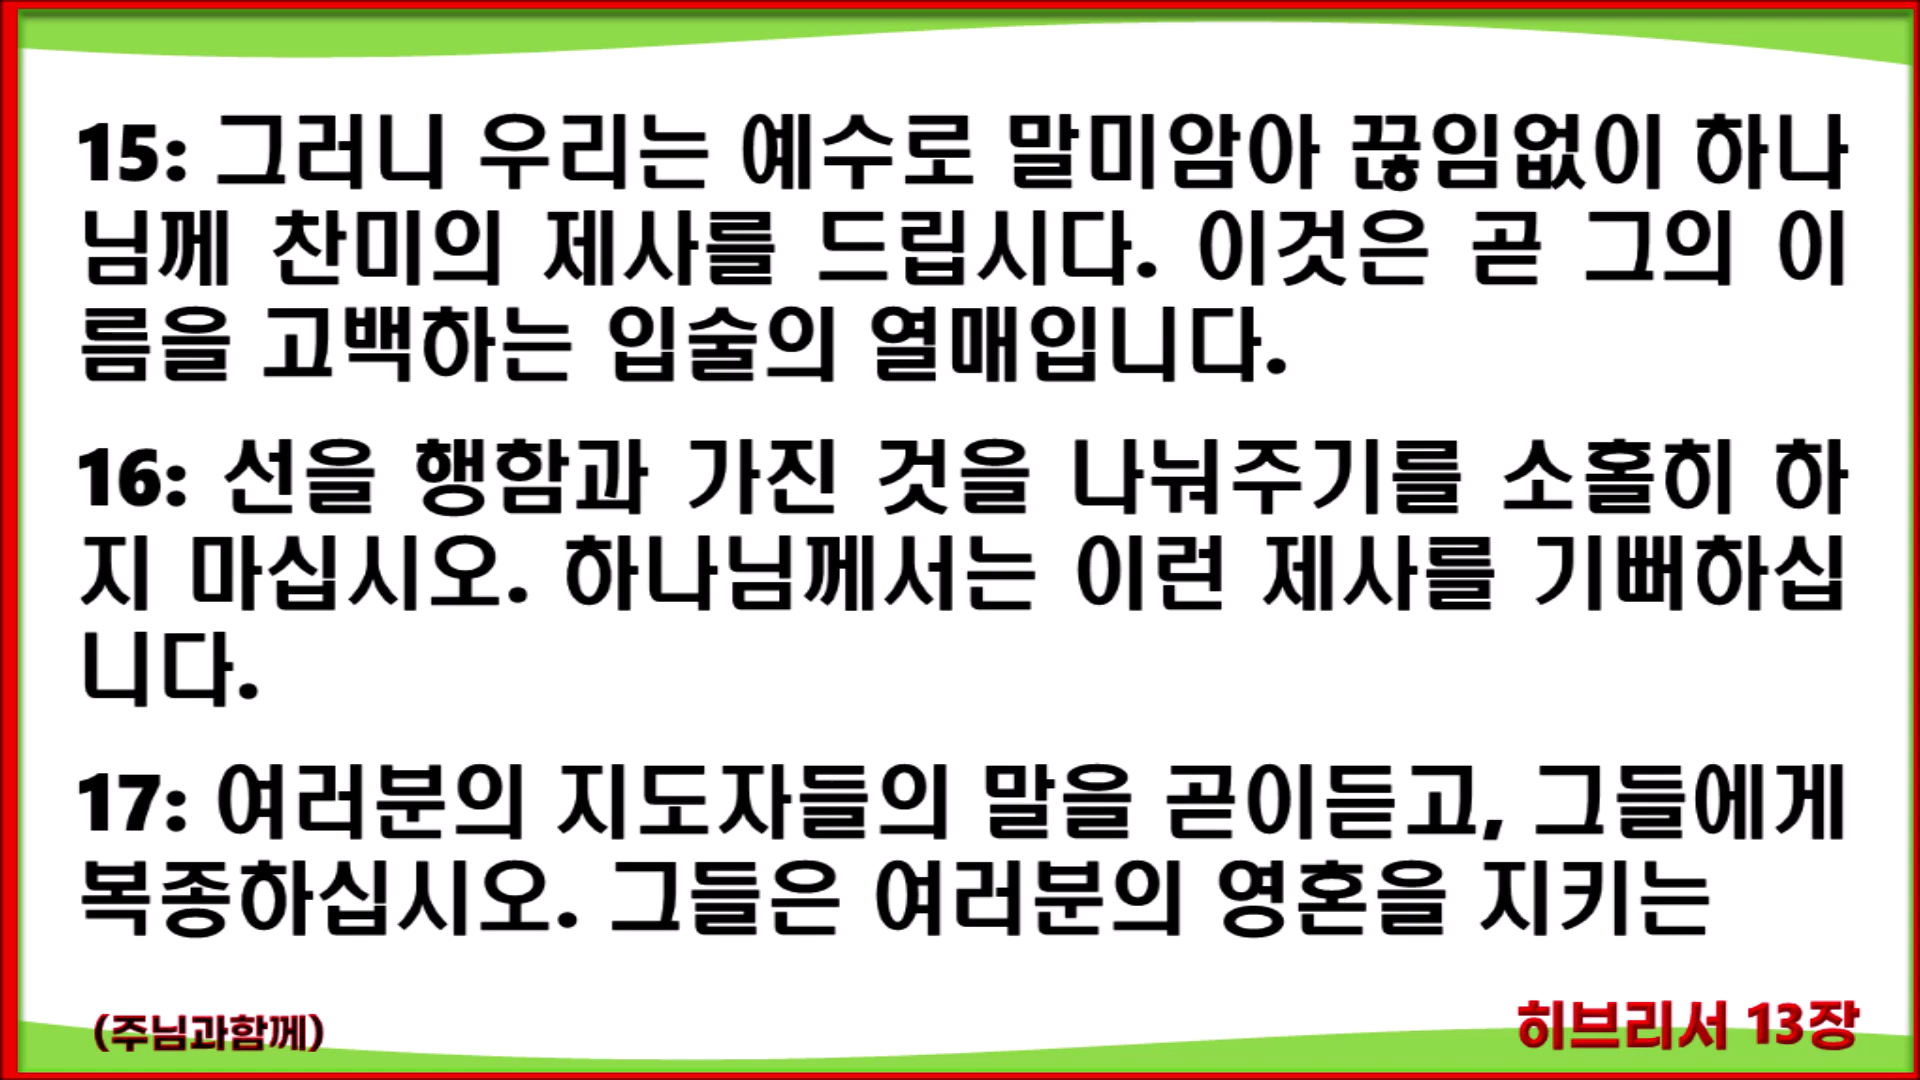 15: 그러니 우리는 예수로 말미암아 끊임없이 하나
님께 찬미의 제사를 드립시다. 이것은 곧 그의 이
름을 고백하는 입술의 열매입니다.
16: 선을 행함과 가진 것을 나눠주기를 소홀히 하
지 마십시오. 하나님께서는 이런 제사를 기뻐하십
니다.
17: 여러분의 지도자들의 말을 곧이듣고, 그들에게
복종하십시오. 그들은 여러분의 영혼을 지키는
(주님과함께)
히브리서 13장